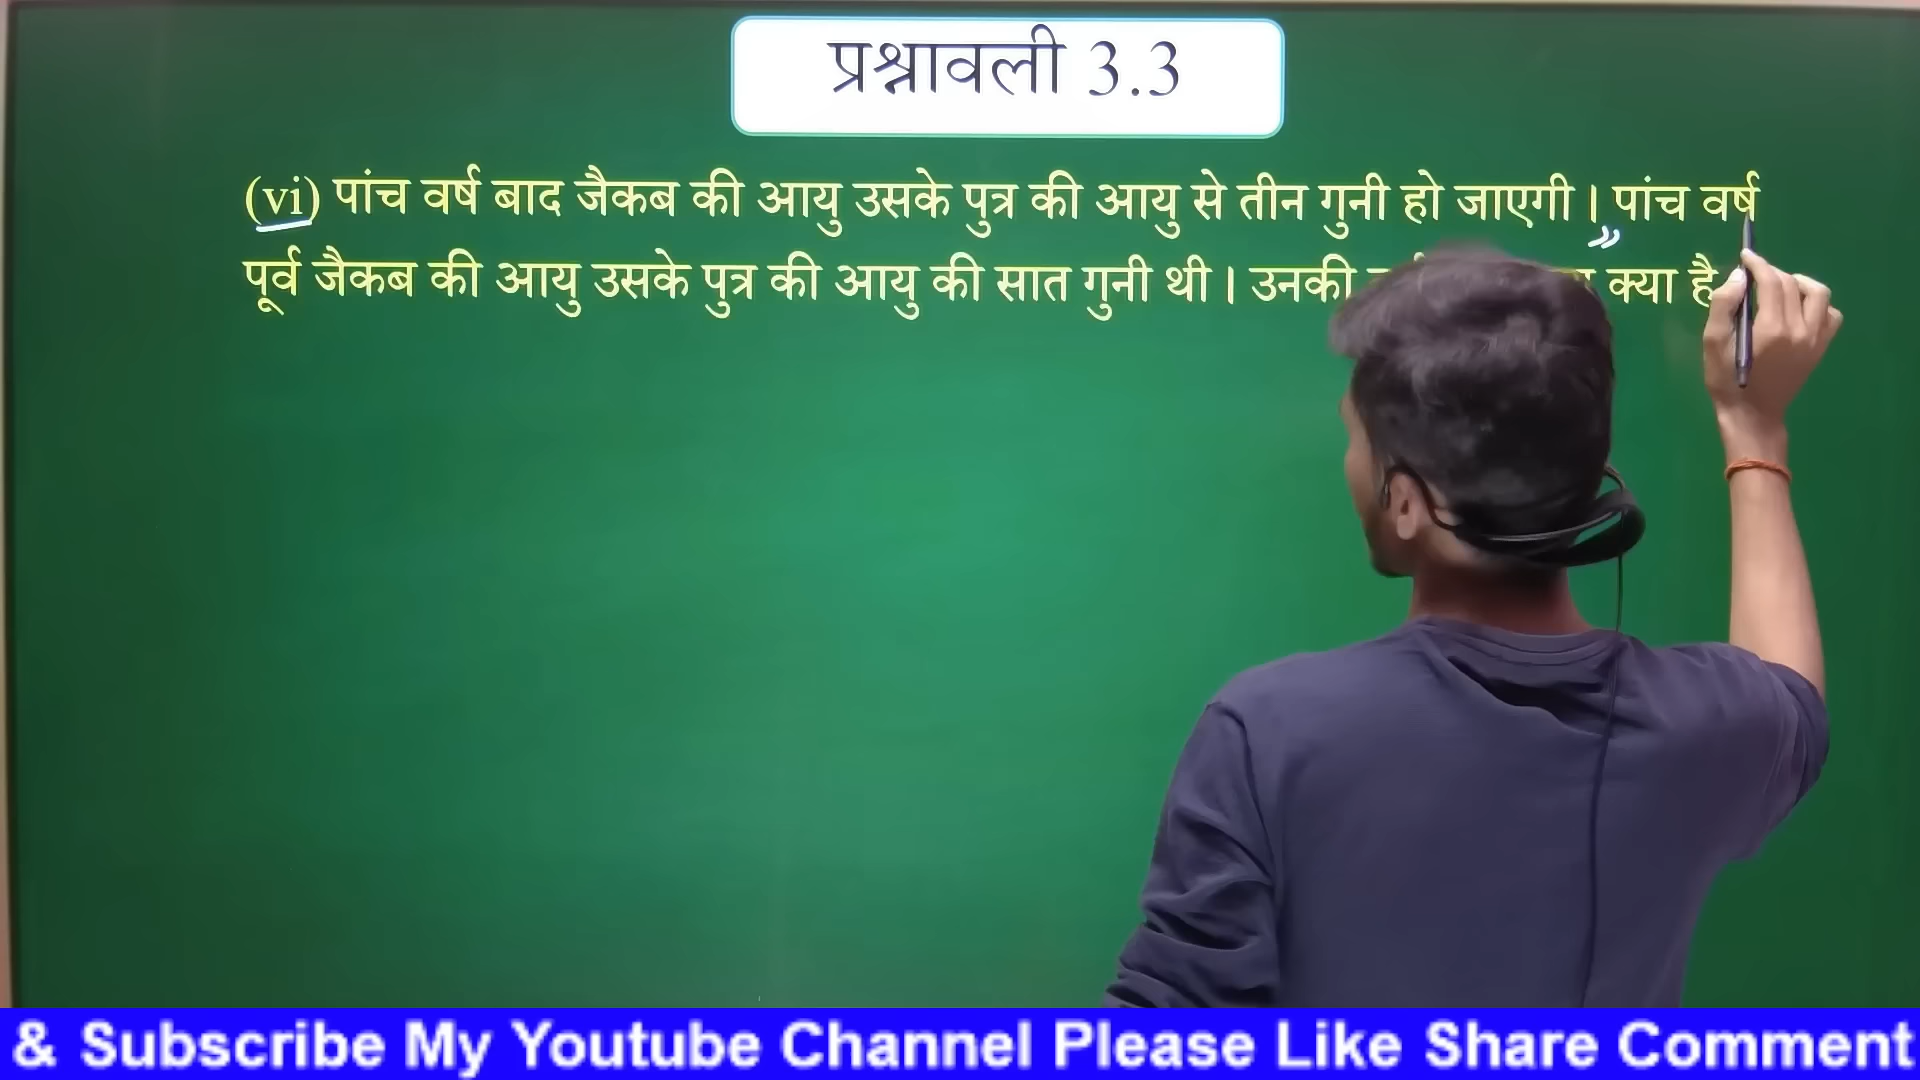 प्रश्नावली 3.3
(vi) पांच वर्ष बाद जैकब की आयु उसके पुत्र की आयु से तीन गुनी हो जाएगी। पांच वर्ष
पूर्व जैकब की आयु उसके पुत्र की आयु की सात गुनी थी। उनकी क्या है
& Subscribe My Youtube Channel Please Like Share Comment